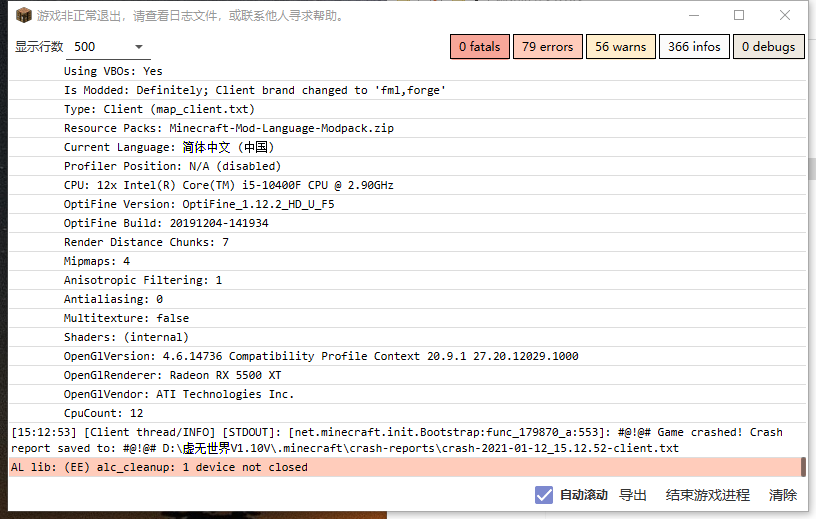 游戏非正常退出，请查看日志文件，或联系他人寻求帮助。
显示行数 500 0 fatals 79 errors 56 warns 366 infos 0 debugs
Using VBOs: Yes
Is Modded: Definitely; Client brand changed to 'fml,forge'
Type: Client (map_client.txt)
Resource Packs: Minecraft-Mod-Language-Modpack.zip
Current Language: 简体中文 (中国)
Profiler Position: N/A (disabled)
CPU: 12x Intel(R) Core(TM) i5-10400F CPU @ 2.90GHz
OptiFine Version: OptiFine_1.12.2_HD_U_F5
OptiFine Build: 20191204-141934
Render Distance Chunks: 7
Mipmaps: 4
Anisotropic Filtering: 1
Antialiasing: 0
Multitexture: false
Shaders: (internal)
OpenGlVersion: 4.6.14736 Compatibility Profile Context 20.9.1 27.20.12029.1000
OpenGlRenderer: Radeon RX 5500 XT
OpenGlVendor: ATI Technologies Inc.
CpuCount: 12
[15:12:53] [Client thread/INFO] [STDOUT]: [net.minecraft.init.Bootstrap:func_179870_a:553]: #@!@# Game crashed! Crash
report saved to: #@!@# D:\虚无世界V1.10V\.minecraft\crash-reports\crash-2021-01-12_15.12.52-client.txt
AL lib: (EE) alc_cleanup: 1 device not closed
自动滚动 导出 结束游戏进程 清除